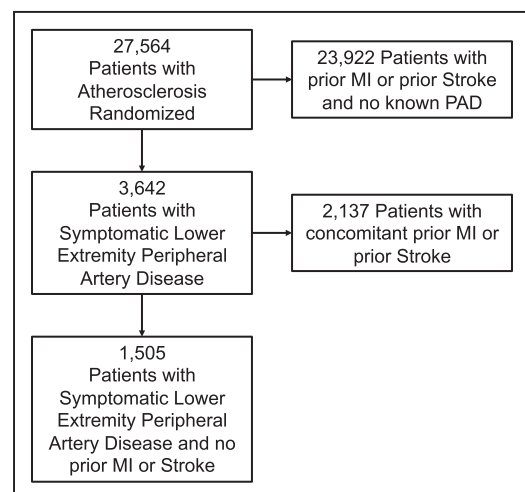 27,564
Patients with
Atherosclerosis
Randomized
23,922 Patients with
prior MI or prior Stroke
and no known PAD
3,642
Patients with
Symptomatic Lower
Extremity Peripheral
Artery Disease
2,137 Patients with
concomitant prior MI or
prior Stroke
1,505
Patients with
Symptomatic Lower
Extremity Peripheral
Artery Disease and no
prior MI or Stroke